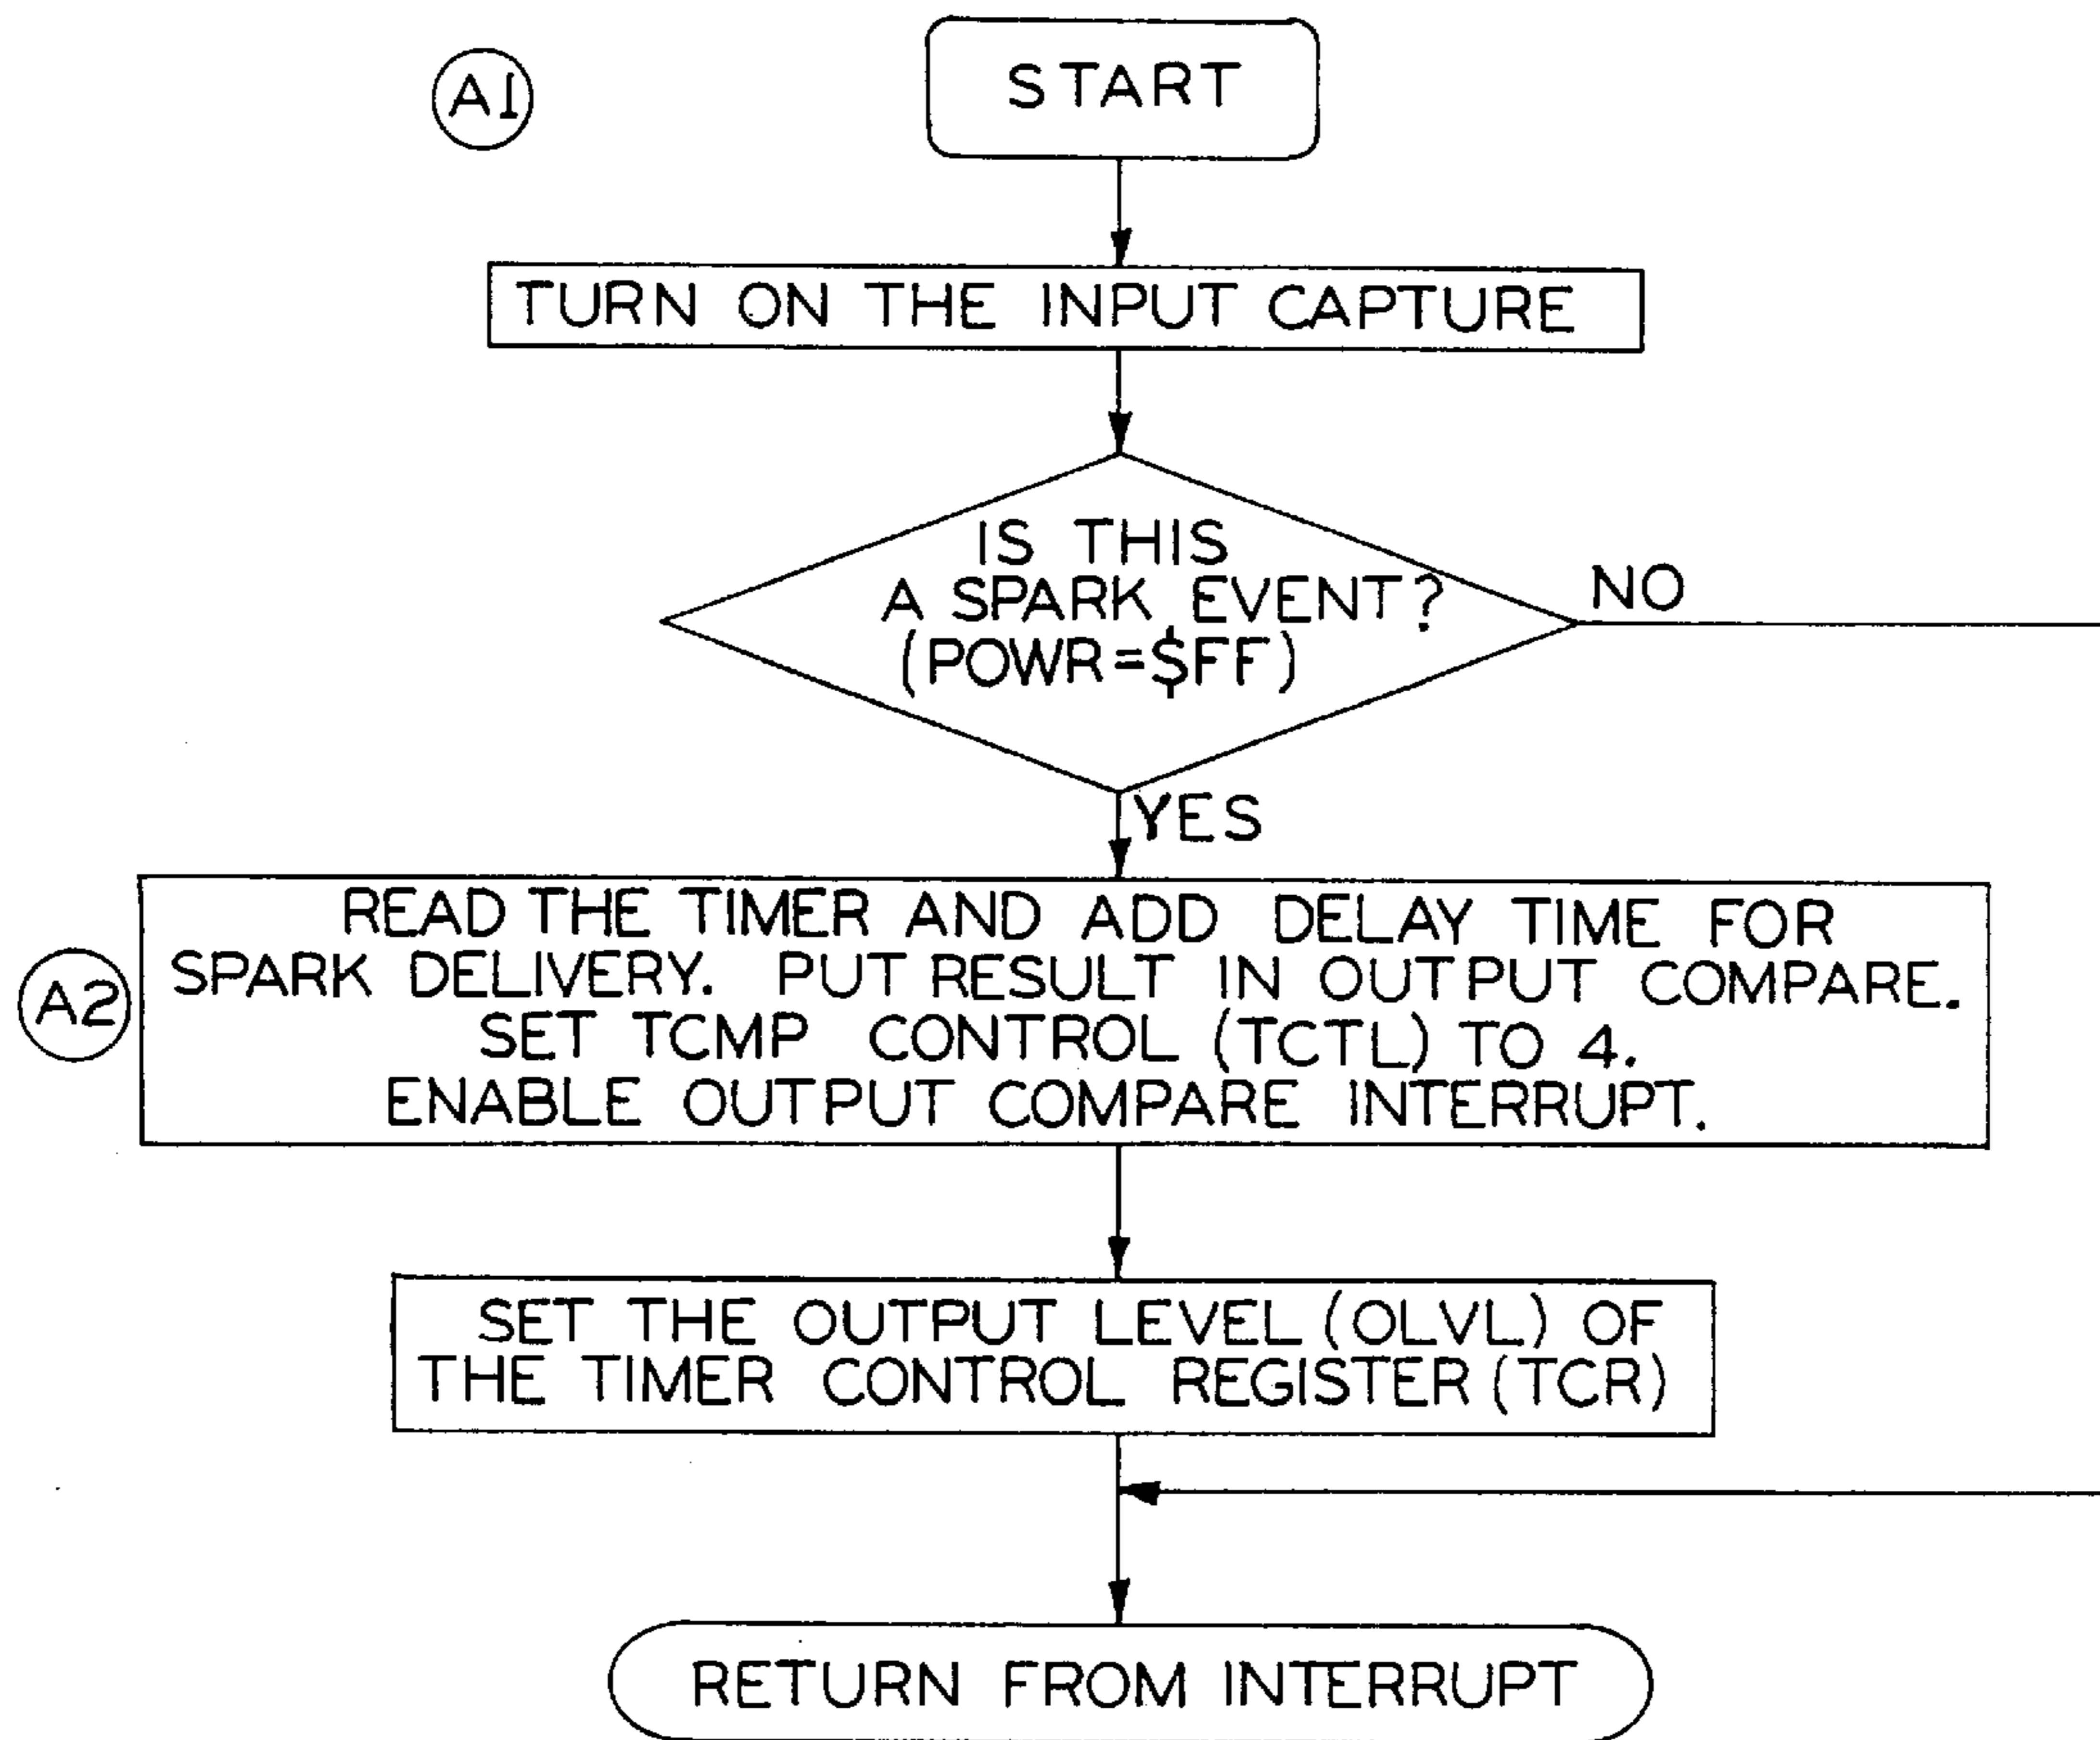 A1
START
TURN ON THE INPUT CAPTURE
IS THIS
A SPARK EVENT?
(POWR=$FF)
NO
YES
A2
READ THE TIMER AND ADD DELAY TIME FOR
SPARK DELIVERY. PUT RESULT IN OUTPUT COMPARE.
SET TCMP CONTROL (TCTL) TO 4.
ENABLE OUTPUT COMPARE INTERRUPT.
SET THE OUTPUT LEVEL (OLVL) OF
THE TIMER CONTROL REGISTER (TCR)
RETURN FROM INTERRUPT